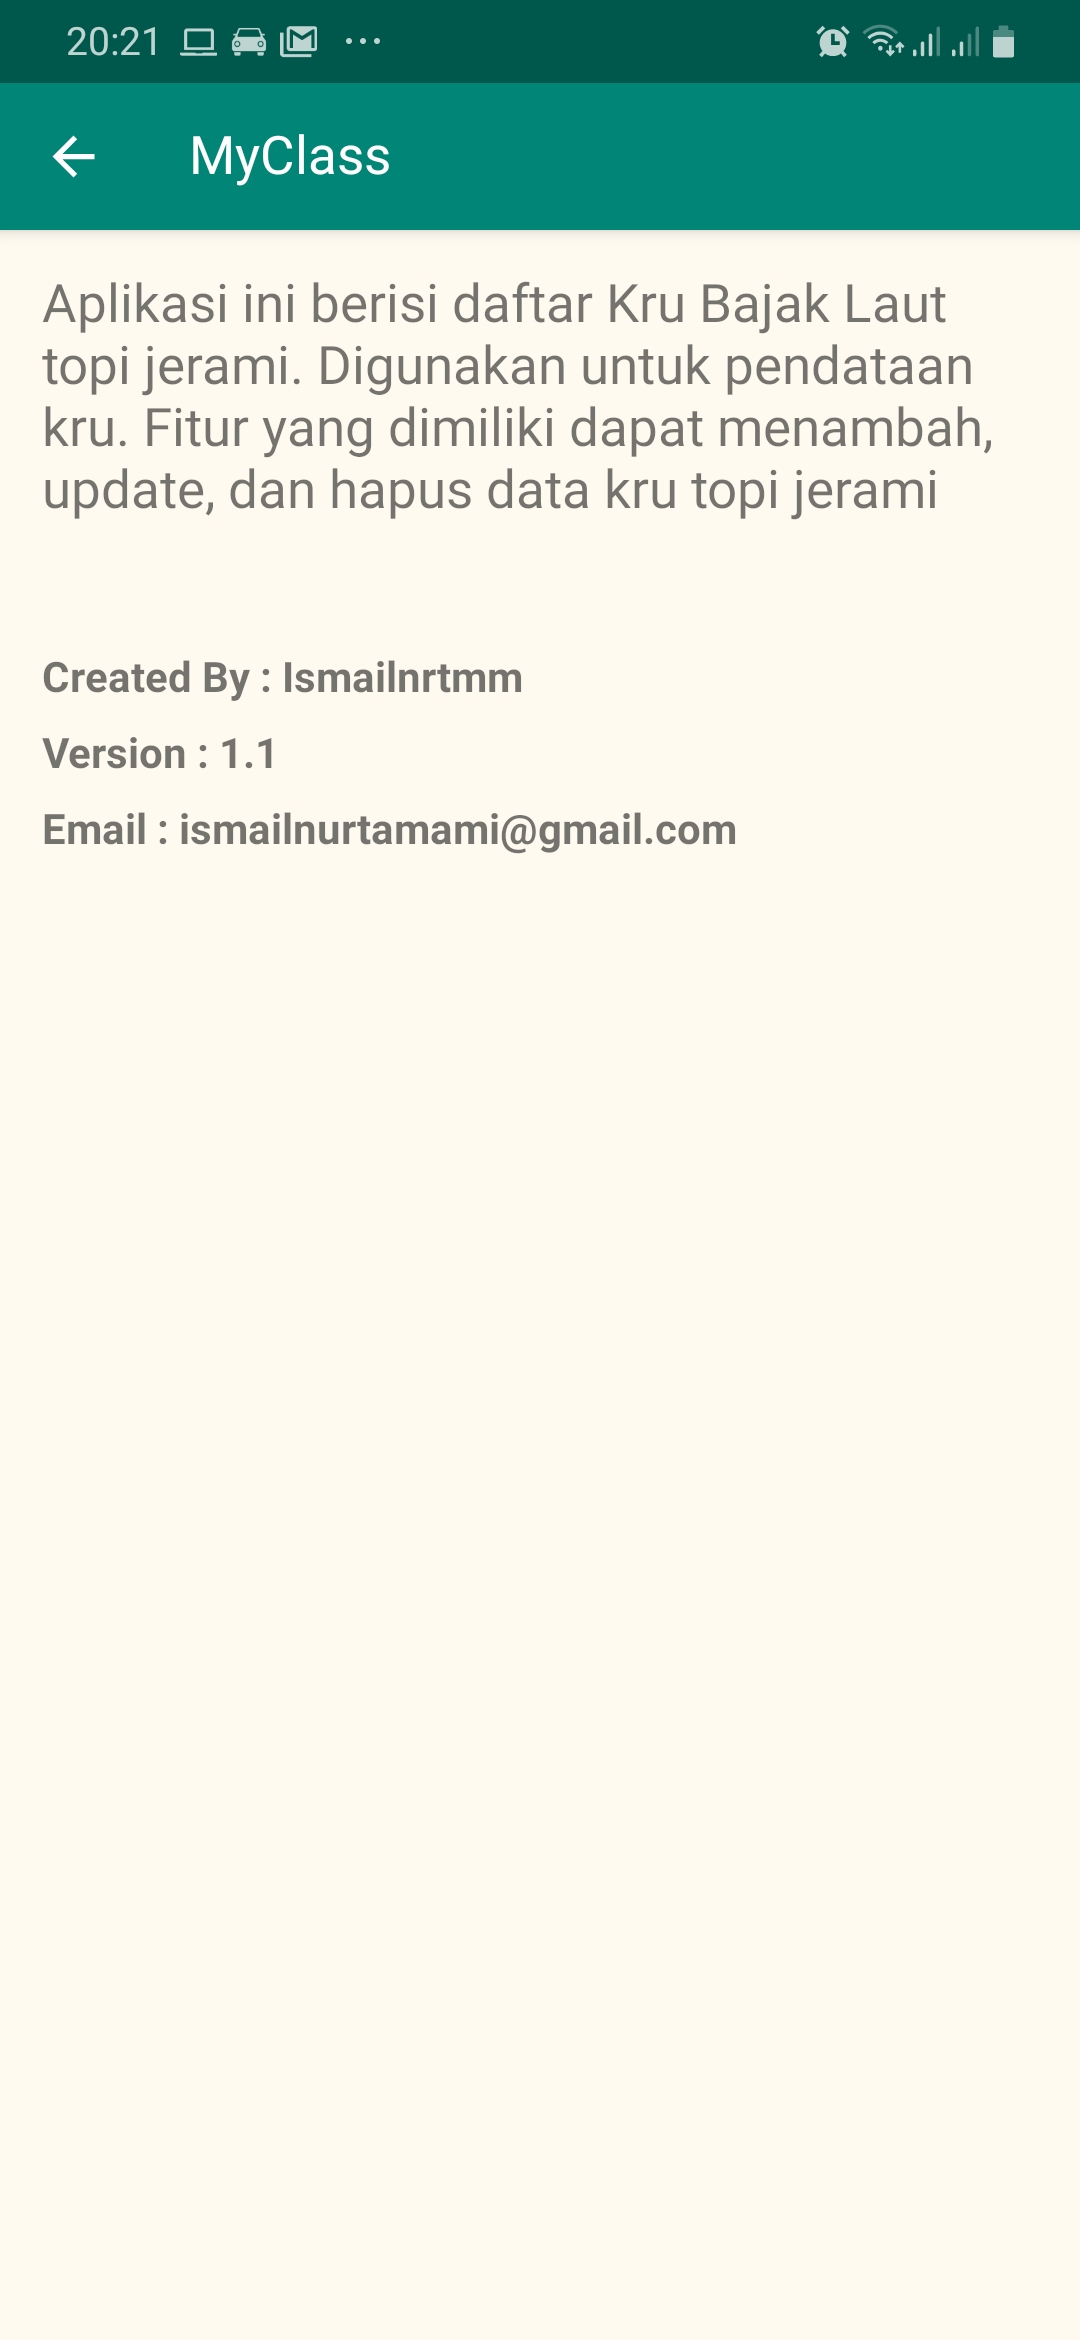 20:21
MyClass
Aplikasi ini berisi daftar Kru Bajak Laut
topi jerami. Digunakan untuk pendataan
kru. Fitur yang dimiliki dapat menambah,
update, dan hapus data kru topi jerami
Created By : Ismailnrtmm
Version : 1.1
Email : ismailnurtamami@gmail.com